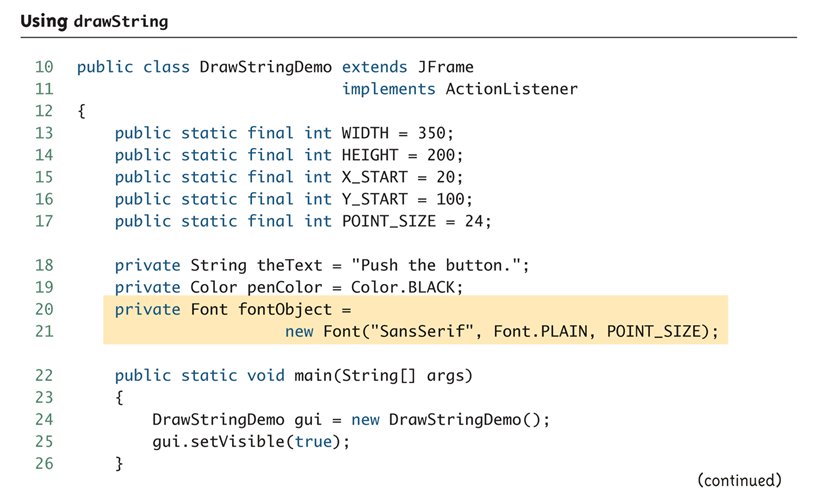 Using drawString
10 public class DrawStringDemo extends JFrame
11 implements ActionListener
12 {
13 public static final int WIDTH = 350;
14 public static final int HEIGHT = 200;
15 public static final int X_START = 20;
16 public static final int Y_START = 100;
17 public static final int POINT_SIZE = 24;
18 private String theText = "Push the button.";
19 private Color penColor = Color.BLACK;
20 private Font fontObject =
21 new Font("SansSerif", Font.PLAIN, POINT_SIZE);
22 public static void main(String[] args)
23 {
24 DrawStringDemo gui = new DrawStringDemo();
25 gui.setVisible(true);
26 }
(continued)